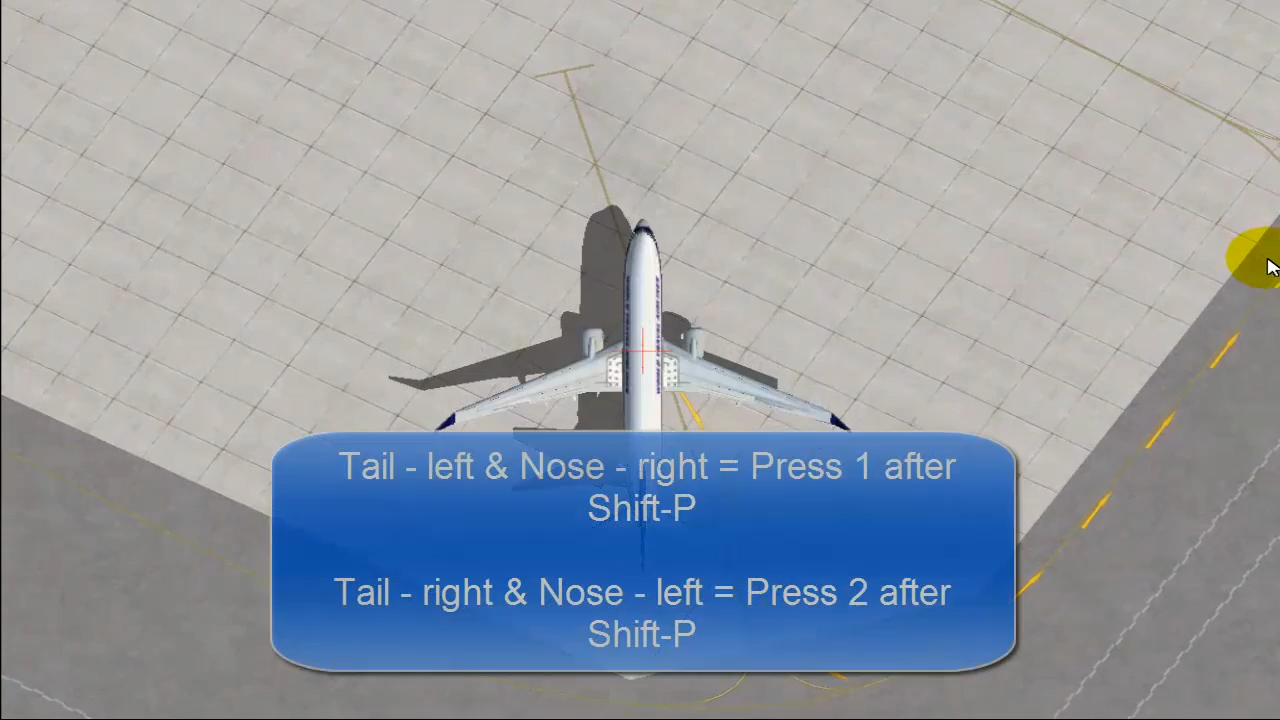 Tail - left & Nose - right = Press 1 after
Shift-P
Tail - right & Nose - left = Press 2 after
Shift-P